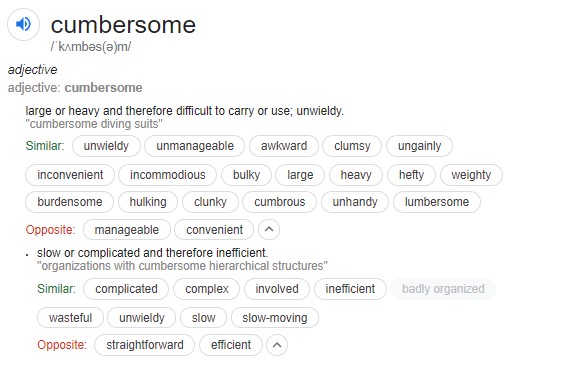 cumbersome
/ˈkʌmbəs(ə)m/
adjective
adjective: cumbersome
large or heavy and therefore difficult to carry or use; unwieldy.
"cumbersome diving suits"
Similar: unwieldy unmanageable awkward clumsy ungainly
inconvenient incommodious bulky large heavy hefty weighty
burdensome hulking clunky cumbrous unhandy lumbersome
Opposite: manageable convenient
• slow or complicated and therefore inefficient.
"organizations with cumbersome hierarchical structures"
Similar: complicated complex involved inefficient badly organized
wasteful unwieldy slow slow-moving
Opposite: straightforward efficient